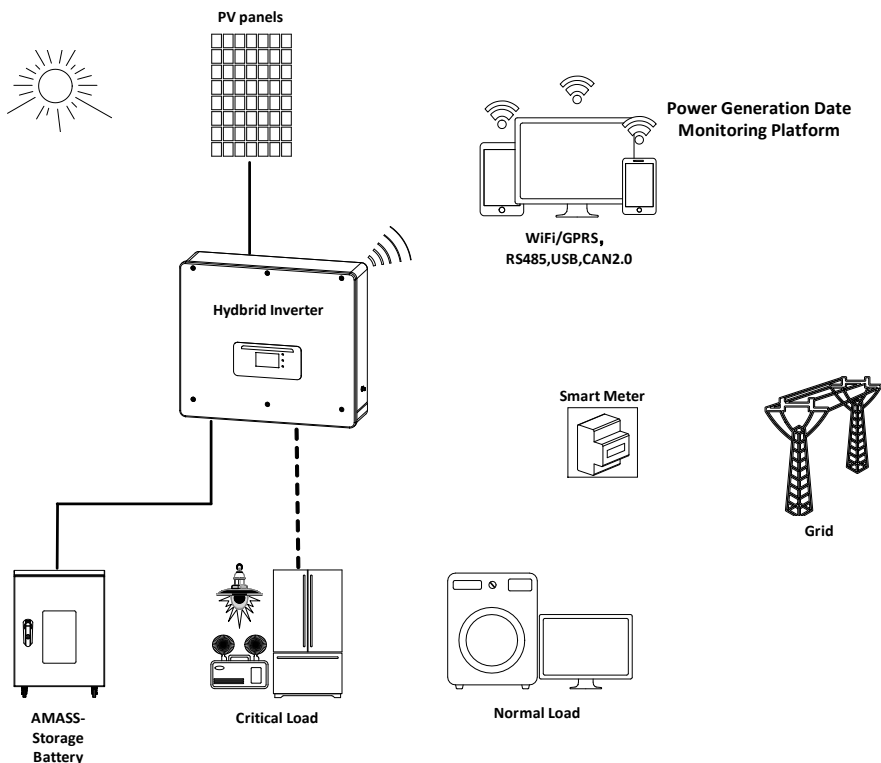 PV panels
Power Generation Date
Monitoring Platform
WiFi/GPRS,
RS485,USB,CAN2.0
Hydbrid Inverter
Smart Meter
Grid
AMASS-
Storage
Battery
Critical Load
Normal Load